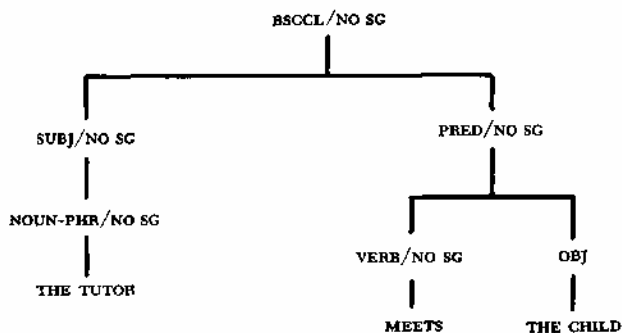 BSCCL/NO SG
SUBJ/NO SG
PRED/NO SG
NOUN-PHR/NO SG
VERB/NO SG OBJ
THE TUTOR
MEETS THE CHILD